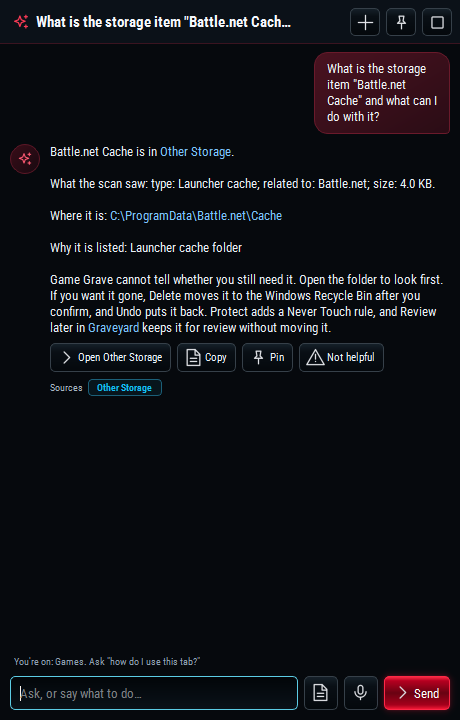 What is the storage item "Battle.net Cach...
What is the storage
item "Battle.net
Cache" and what can I
do with it?
Battle.net Cache is in Other Storage.
What the scan saw: type: Launcher cache; related to: Battle.net; size: 4.0 KB.
Where it is: C:\ProgramData\Battle.net\Cache
Why it is listed: Launcher cache folder
Game Grave cannot tell whether you still need it. Open the folder to look first.
If you want it gone, Delete moves it to the Windows Recycle Bin after you
confirm, and Undo puts it back. Protect adds a Never Touch rule, and Review
later in Graveyard keeps it for review without moving it.
Open Other Storage Copy Pin Not helpful
Sources Other Storage
You're on: Games. Ask "how do I use this tab?"
Ask, or say what to do... Send